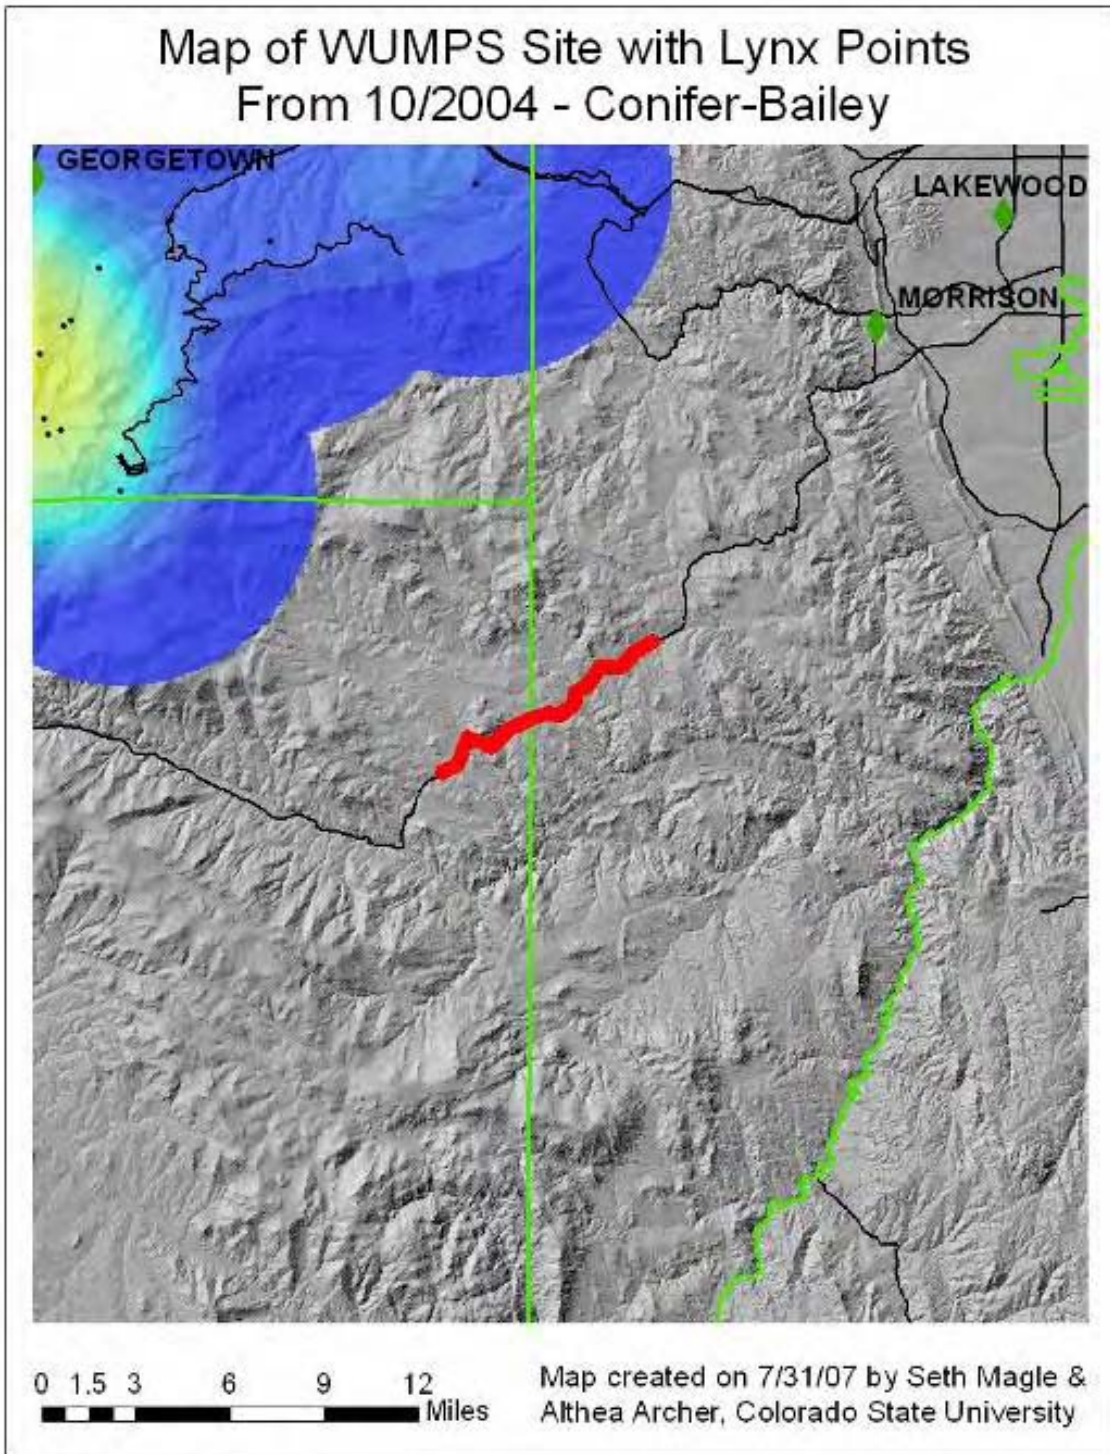 Map of WUMPS Site with Lynx Points
From 10/2004 - Conifer-Bailey
GEORGETOWN
LAKEWOOD
MORRISON
0 1.5 3 6 9 12
Miles
Map created on 7/31/07 by Seth Magle &
Althea Archer, Colorado State University